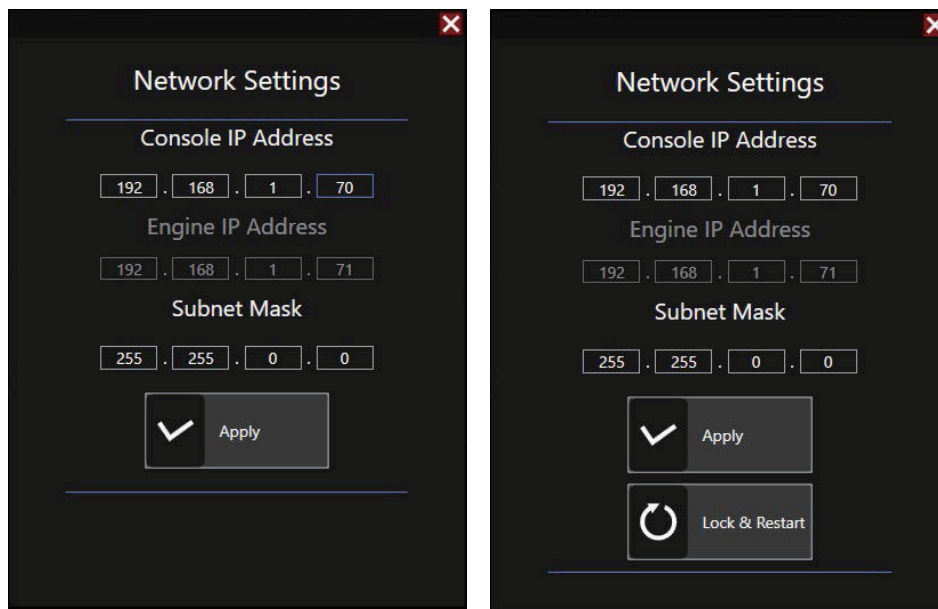 Network Settings
Console IP Address
192 . 168 . 1 . 70
Engine IP Address
192 . 168 . 1 . 71
Subnet Mask
255 . 255 . 0 . 0
Apply
Network Settings
Console IP Address
192 . 168 . 1 . 70
Engine IP Address
192 . 168 . 1 . 71
Subnet Mask
255 . 255 . 0 . 0
Apply
Lock & Restart